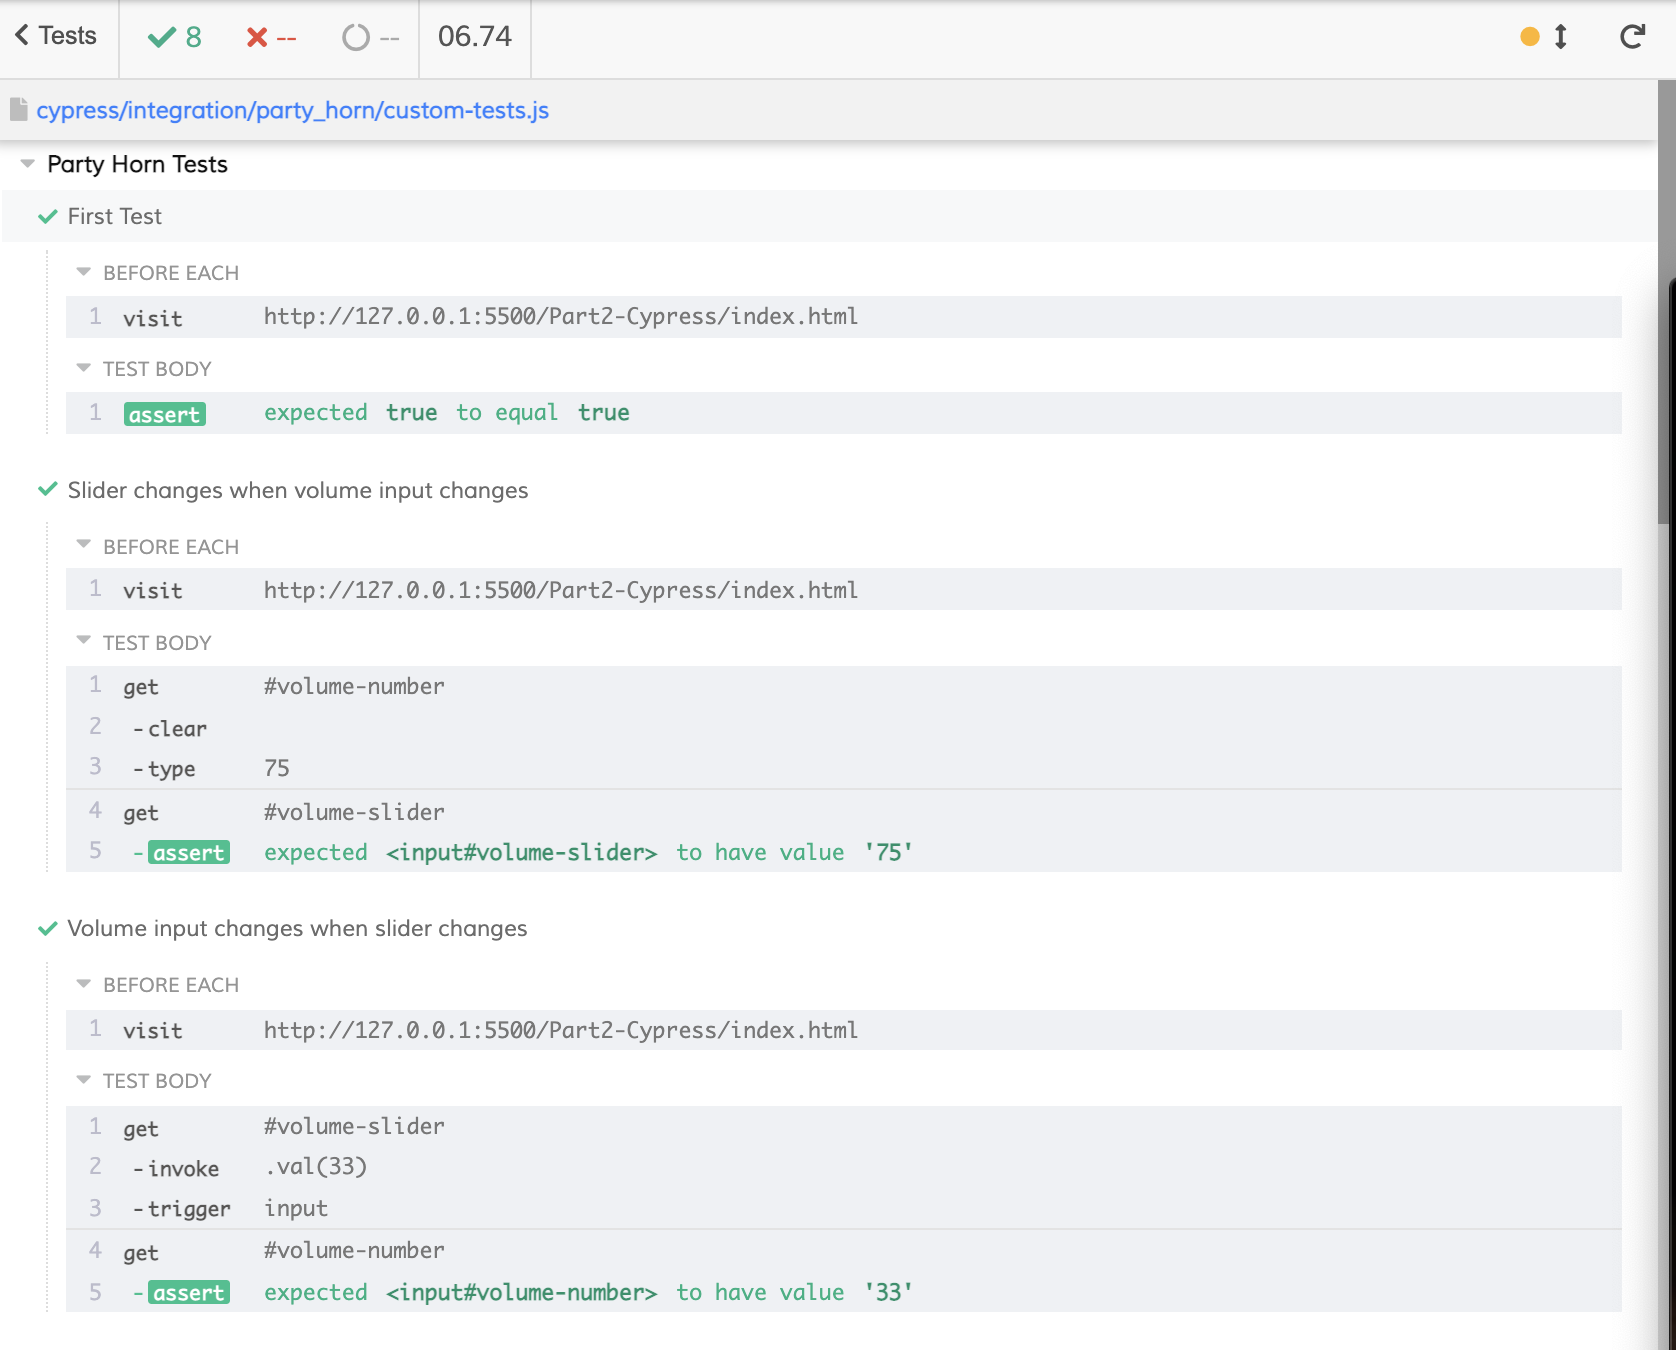 Tests 8 -- -- 06.74
cypress/integration/party_horn/custom-tests.js
Party Horn Tests
First Test
BEFORE EACH
1 visit http://127.0.0.1:5500/Part2-Cypress/index.html
TEST BODY
1 assert expected true to equal true
Slider changes when volume input changes
BEFORE EACH
1 visit http://127.0.0.1:5500/Part2-Cypress/index.html
TEST BODY
1 get #volume-number
2 -clear
3 -type 75
4 get #volume-slider
5 -assert expected <input#volume-slider> to have value '75'
Volume input changes when slider changes
BEFORE EACH
1 visit http://127.0.0.1:5500/Part2-Cypress/index.html
TEST BODY
1 get #volume-slider
2 -invoke .val(33)
3 -trigger input
4 get #volume-number
5 -assert expected <input#volume-number> to have value '33'